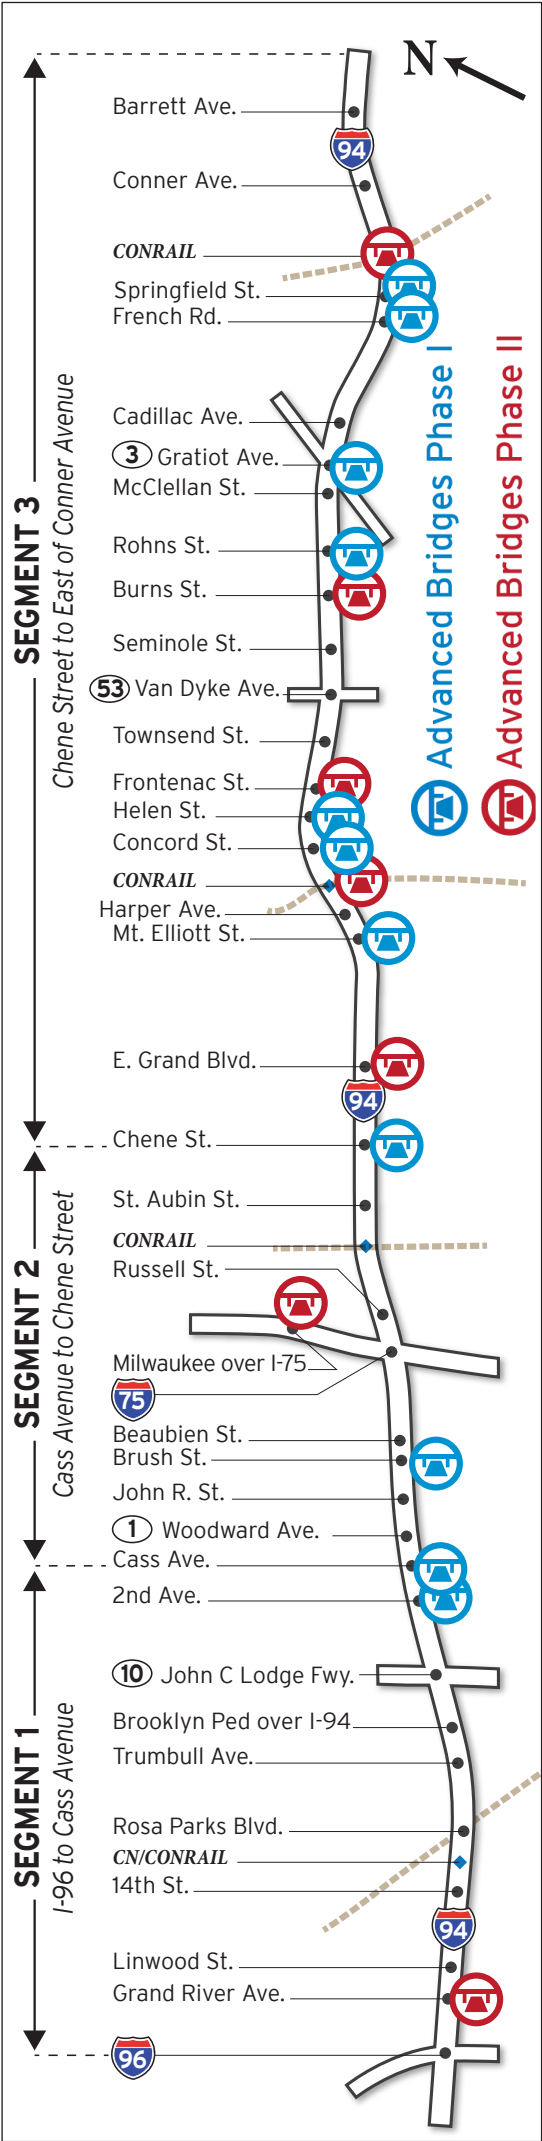 N
Barrett Ave.
94
Conner Ave.
CONRAIL
Springfield St.
French Rd.
Cadillac Ave.
3 Gratiot Ave.
McClellan St.
Rohns St.
Burns St.
Seminole St.
53 Van Dyke Ave.
Townsend St.
Frontenac St.
Helen St.
Concord St.
CONRAIL
Harper Ave.
Mt. Elliott St.
E. Grand Blvd.
94
Chene St.
St. Aubin St.
CONRAIL
Russell St.
Milwaukee over I-75
75
Beaubien St.
Brush St.
John R. St.
1 Woodward Ave.
Cass Ave.
2nd Ave.
10 John C Lodge Fwy.
Brooklyn Ped over I-94
Trumbull Ave.
Rosa Parks Blvd.
CN/CONRAIL
14th St.
94
Linwood St.
Grand River Ave.
96
SEGMENT 3
Chene Street to East of Conner Avenue
SEGMENT 2
Cass Avenue to Chene Street
SEGMENT 1
I-96 to Cass Avenue
Advanced Bridges Phase I
Advanced Bridges Phase II